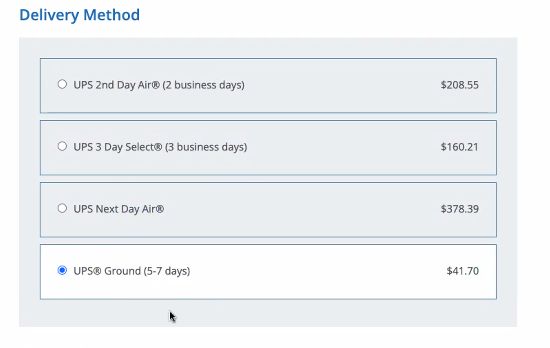 Delivery Method
UPS 2nd Day Air® (2 business days) $208.55
UPS 3 Day Select® (3 business days) $160.21
UPS Next Day Air® $378.39
UPS® Ground (5-7 days) $41.70